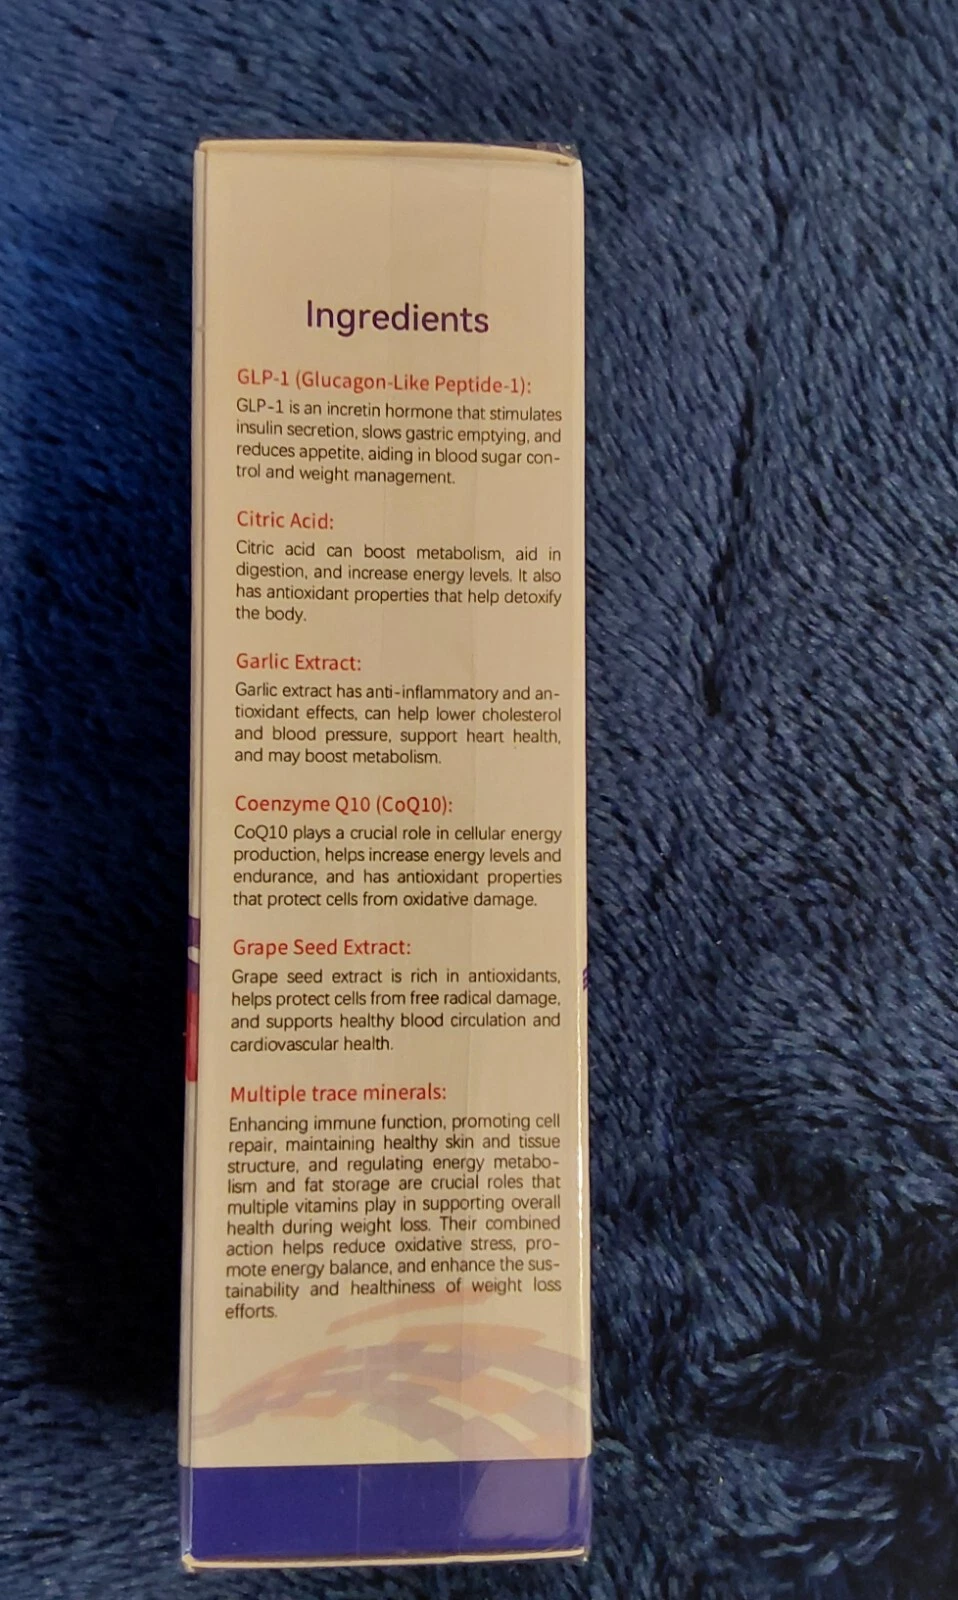 Ingredients
GLP-1 (Glucagon-Like Peptide-1):
GLP-1 is an incretin hormone that stimulates
insulin secretion, slows gastric emptying, and
reduces appetite, aiding in blood sugar con-
trol and weight management.
Citric Acid:
Citric acid can boost metabolism, aid in
digestion, and increase energy levels. It also
has antioxidant properties that help detoxify
the body.
Garlic Extract:
Garlic extract has anti-inflammatory and an-
tioxidant effects, can help lower cholesterol
and blood pressure, support heart health,
and may boost metabolism.
Coenzyme Q10 (CoQ10):
CoQ10 plays a crucial role in cellular energy
production, helps increase energy levels and
endurance, and has antioxidant properties
that protect cells from oxidative damage.
Grape Seed Extract:
Grape seed extract is rich in antioxidants,
helps protect cells from free radical damage,
and supports healthy blood circulation and
cardiovascular health.
Multiple trace minerals:
Enhancing immune function, promoting cell
repair, maintaining healthy skin and tissue
structure, and regulating energy metabo-
lism and fat storage are crucial roles that
multiple vitamins play in supporting overall
health during weight loss. Their combined
action helps reduce oxidative stress, pro-
mote energy balance, and enhance the sus-
tainability and healthiness of weight loss
efforts.